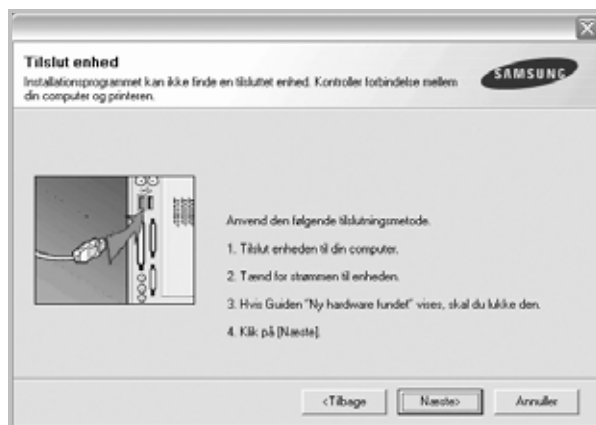 Tilslut enhed
Installationsprogrammet kan ikke finde en tilsluttet enhed. Kontroller forbindelse mellem
din computer og printeren.
SAMSUNG
Anvend den følgende tilslutningsmetode.
1. Tilslut enheden til din computer.
2. Tænd for strømmen til enheden.
3. Hvis Guiden "Ny hardware fundet" vises, skal du lukke den.
4. Klik på [Næste].
<Tilbage
Næste>
Annuller